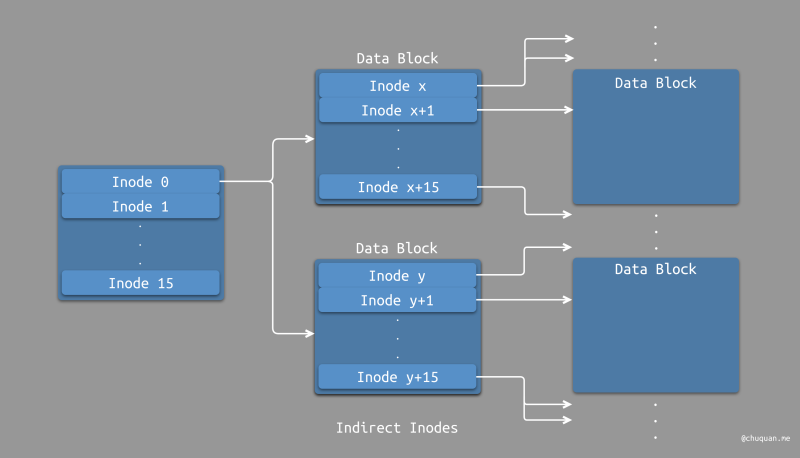 Inode 0
Inode 1
.
.
.
Inode 15
Data Block
Inode x
Inode x+1
.
.
.
Inode x+15
Data Block
Inode y
Inode y+1
.
.
.
Inode y+15
.
.
.
Data Block
.
.
.
Data Block
.
.
.
Indirect Inodes
@chuquan.me